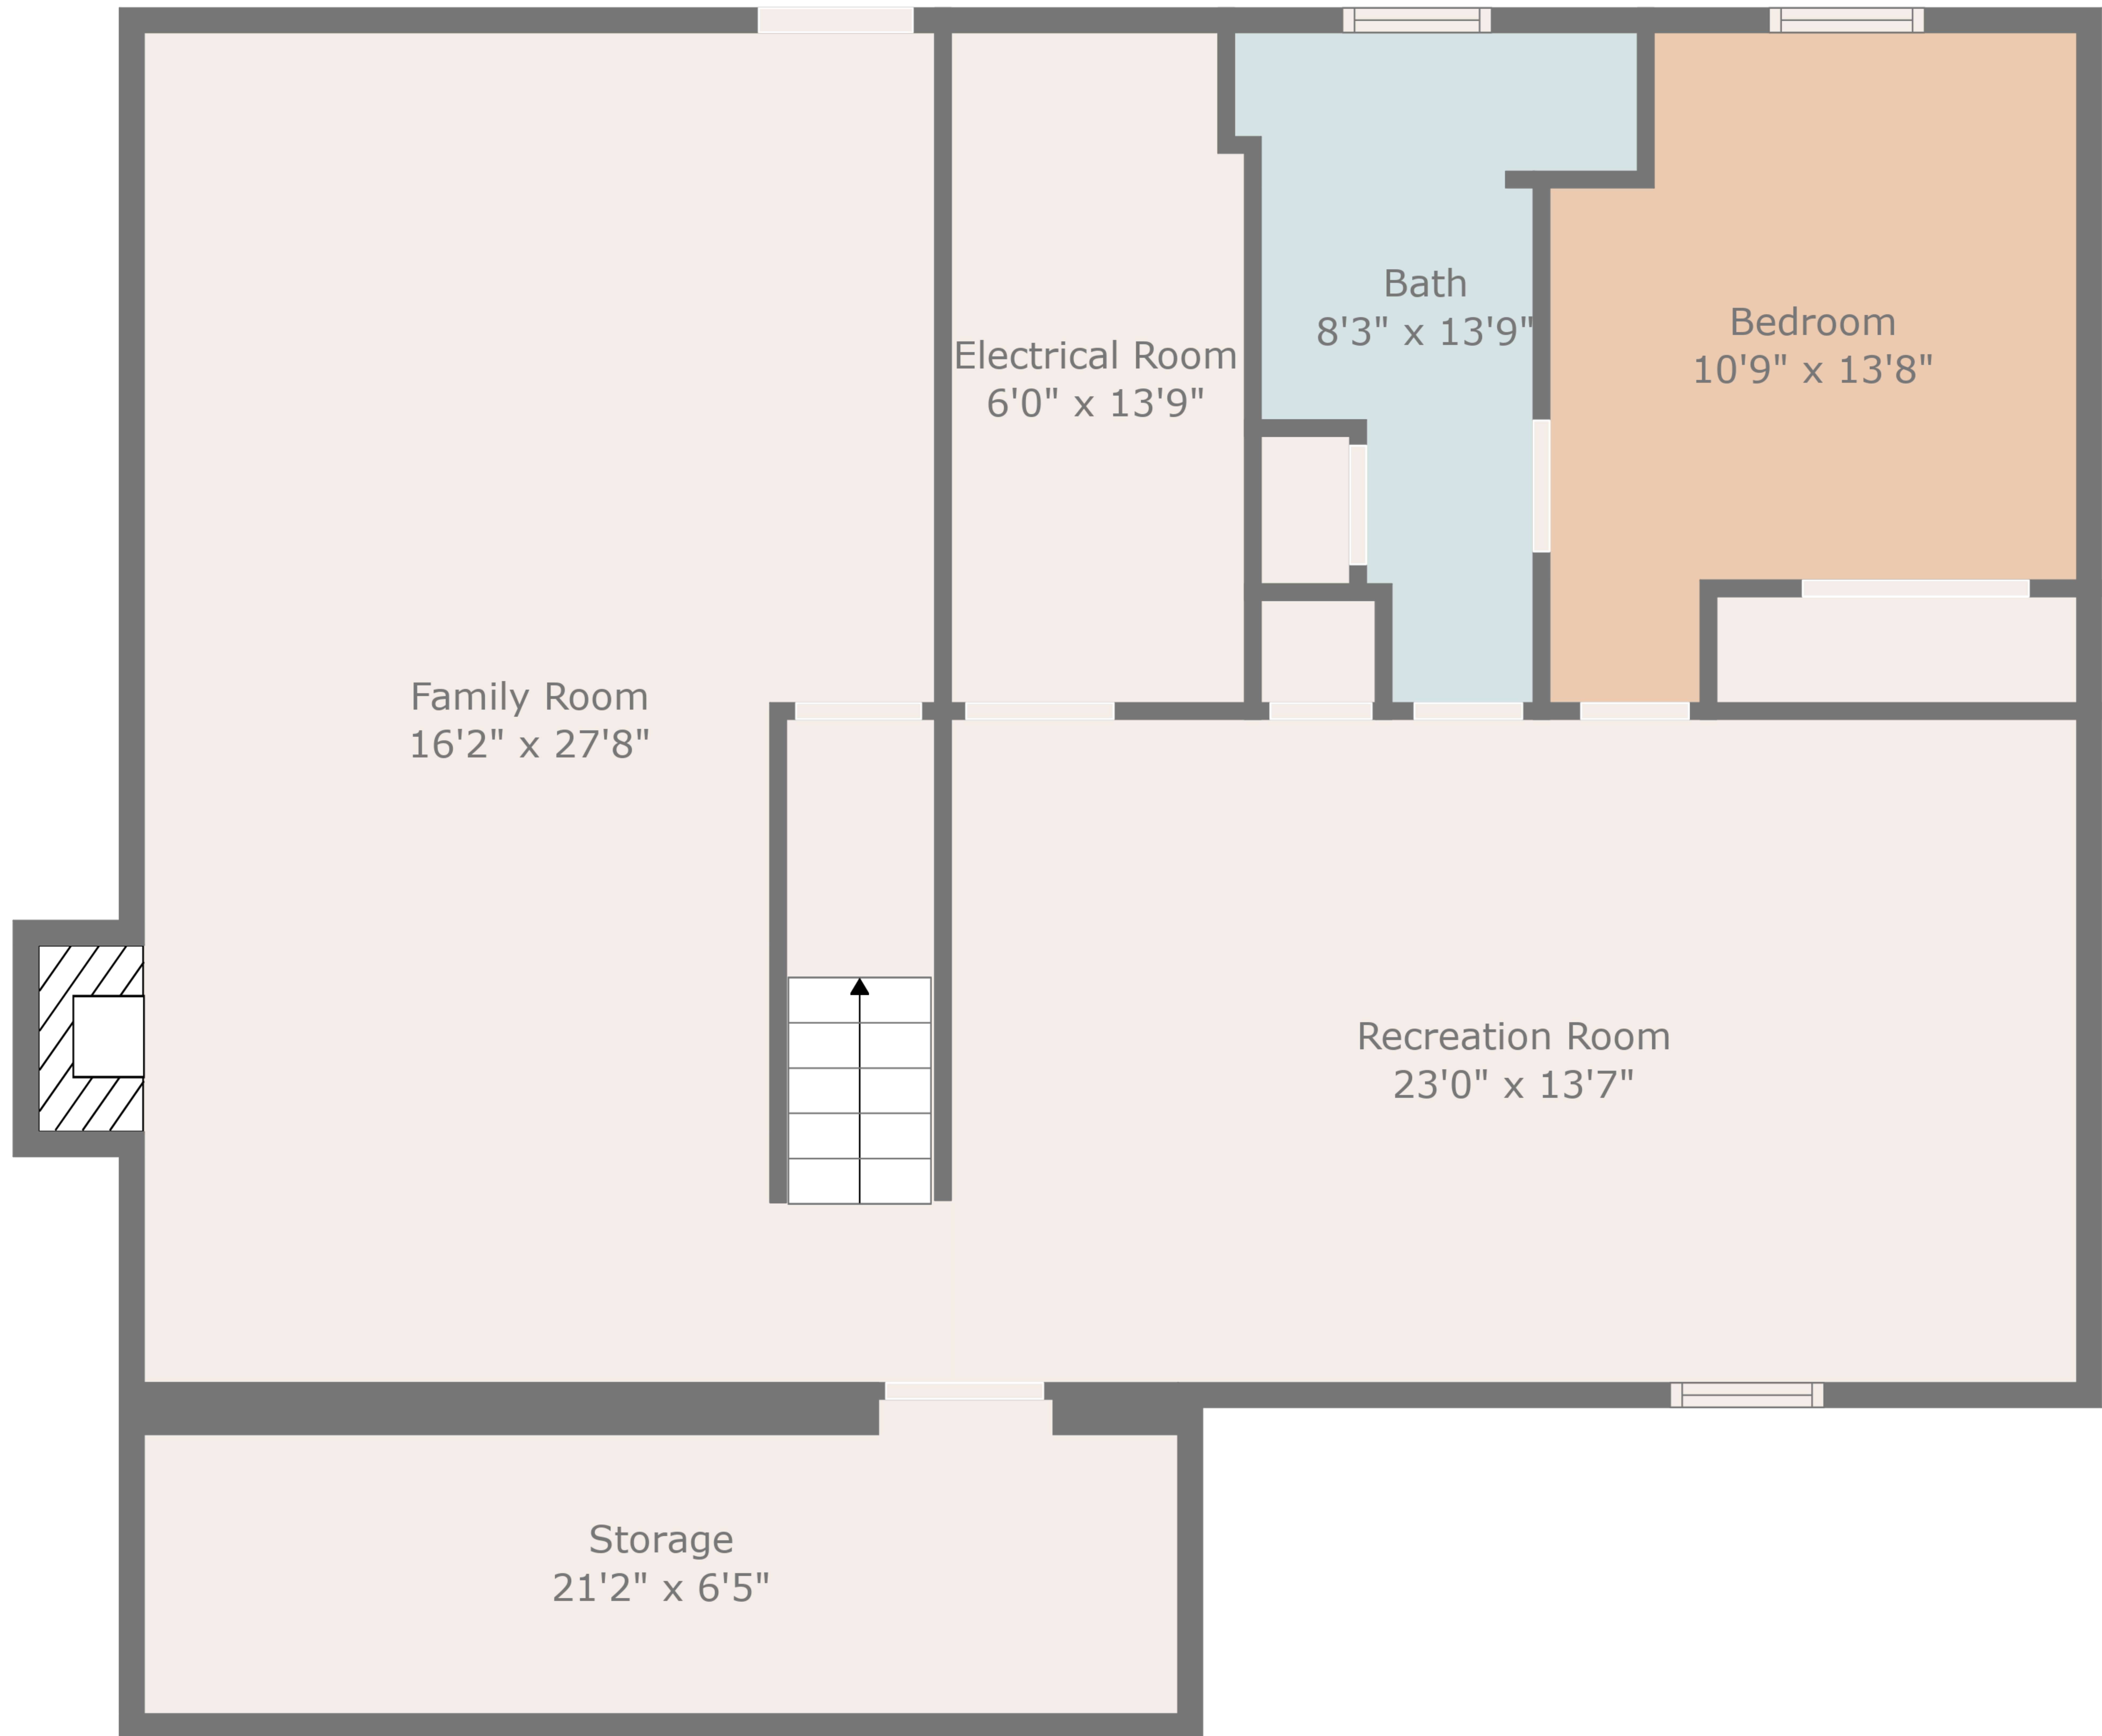 Bath
8'3" x 13'9"
Bedroom
10'9" x 13'8"
Electrical Room
6'0" x 13'9"
Family Room
16'2" x 27'8"
Recreation Room
23'0" x 13'7"
Storage
21'2" x 6'5"